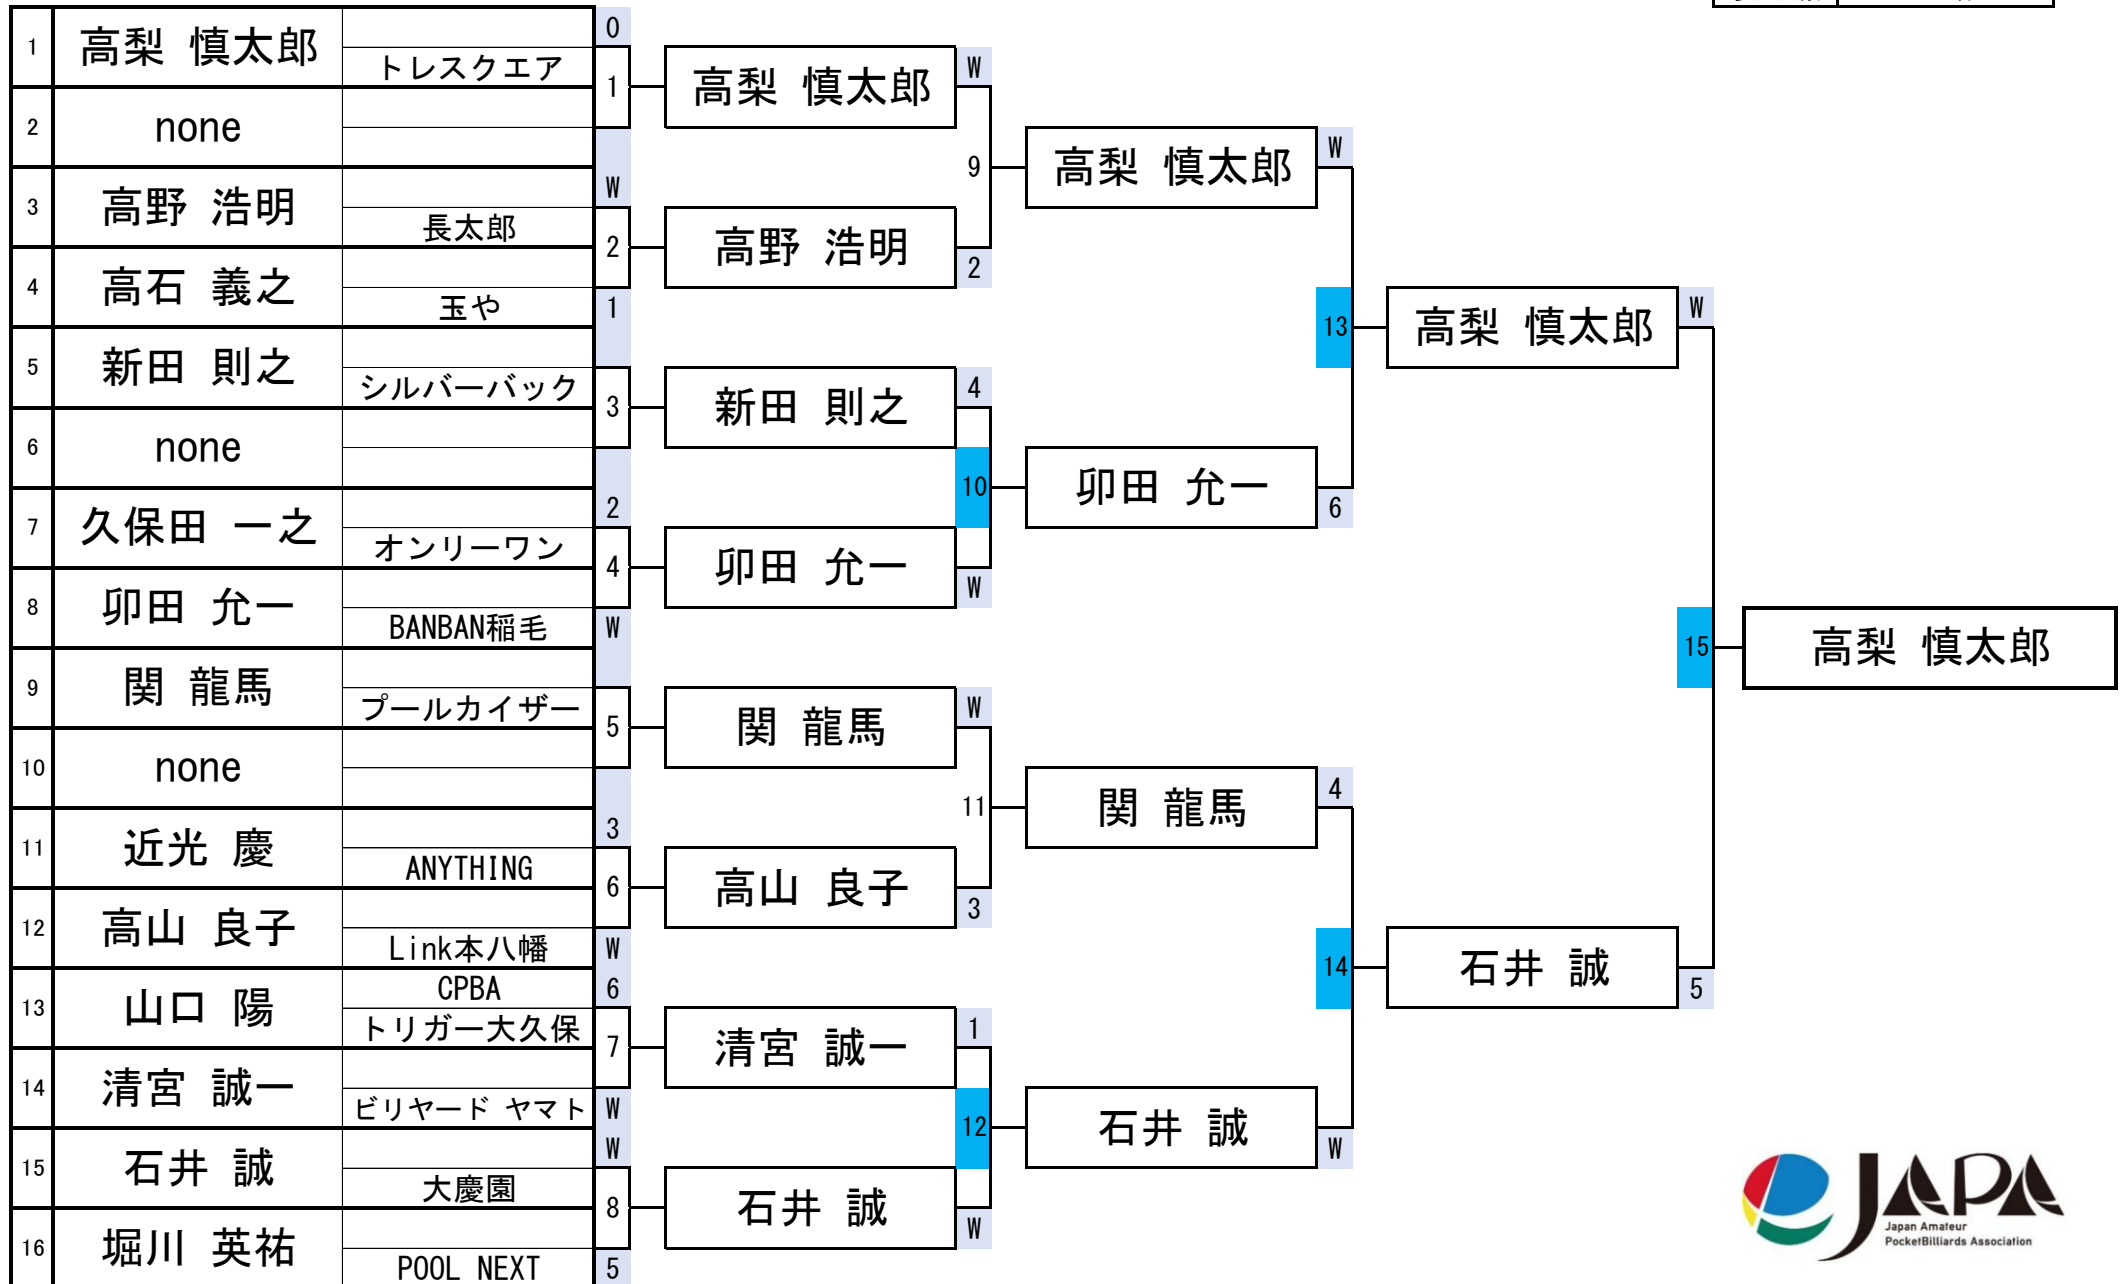 1 高梨 慎太郎 トレスクエア 0
2 none
3 高野 浩明 長太郎 W
4 高石 義之 玉や 1
5 新田 則之 シルバーバック
6 none
7 久保田 一之 オンリーワン 2
8 卯田 允一 BANBAN稲毛 W
9 関 龍馬 プールカイザー
10 none
11 近光 慶 ANYTHING 3
12 高山 良子 Link本八幡 W
13 山口 陽 CPBA 6
トリガー大久保
14 清宮 誠一 ビリヤード ヤマト W
15 石井 誠 大慶園 W
16 堀川 英祐 POOL NEXT 5
1 高梨 慎太郎 W
2 高野 浩明 2
3 新田 則之 4
4 卯田 允一 W
5 関 龍馬 W
6 高山 良子 3
7 清宮 誠一 1
8 石井 誠 W
9 高梨 慎太郎 W
10 卯田 允一 6
11 関 龍馬 4
12 石井 誠 W
13 高梨 慎太郎 W
14 石井 誠 5
15 高梨 慎太郎
JAPA
Japan Amateur
PocketBilliards Association